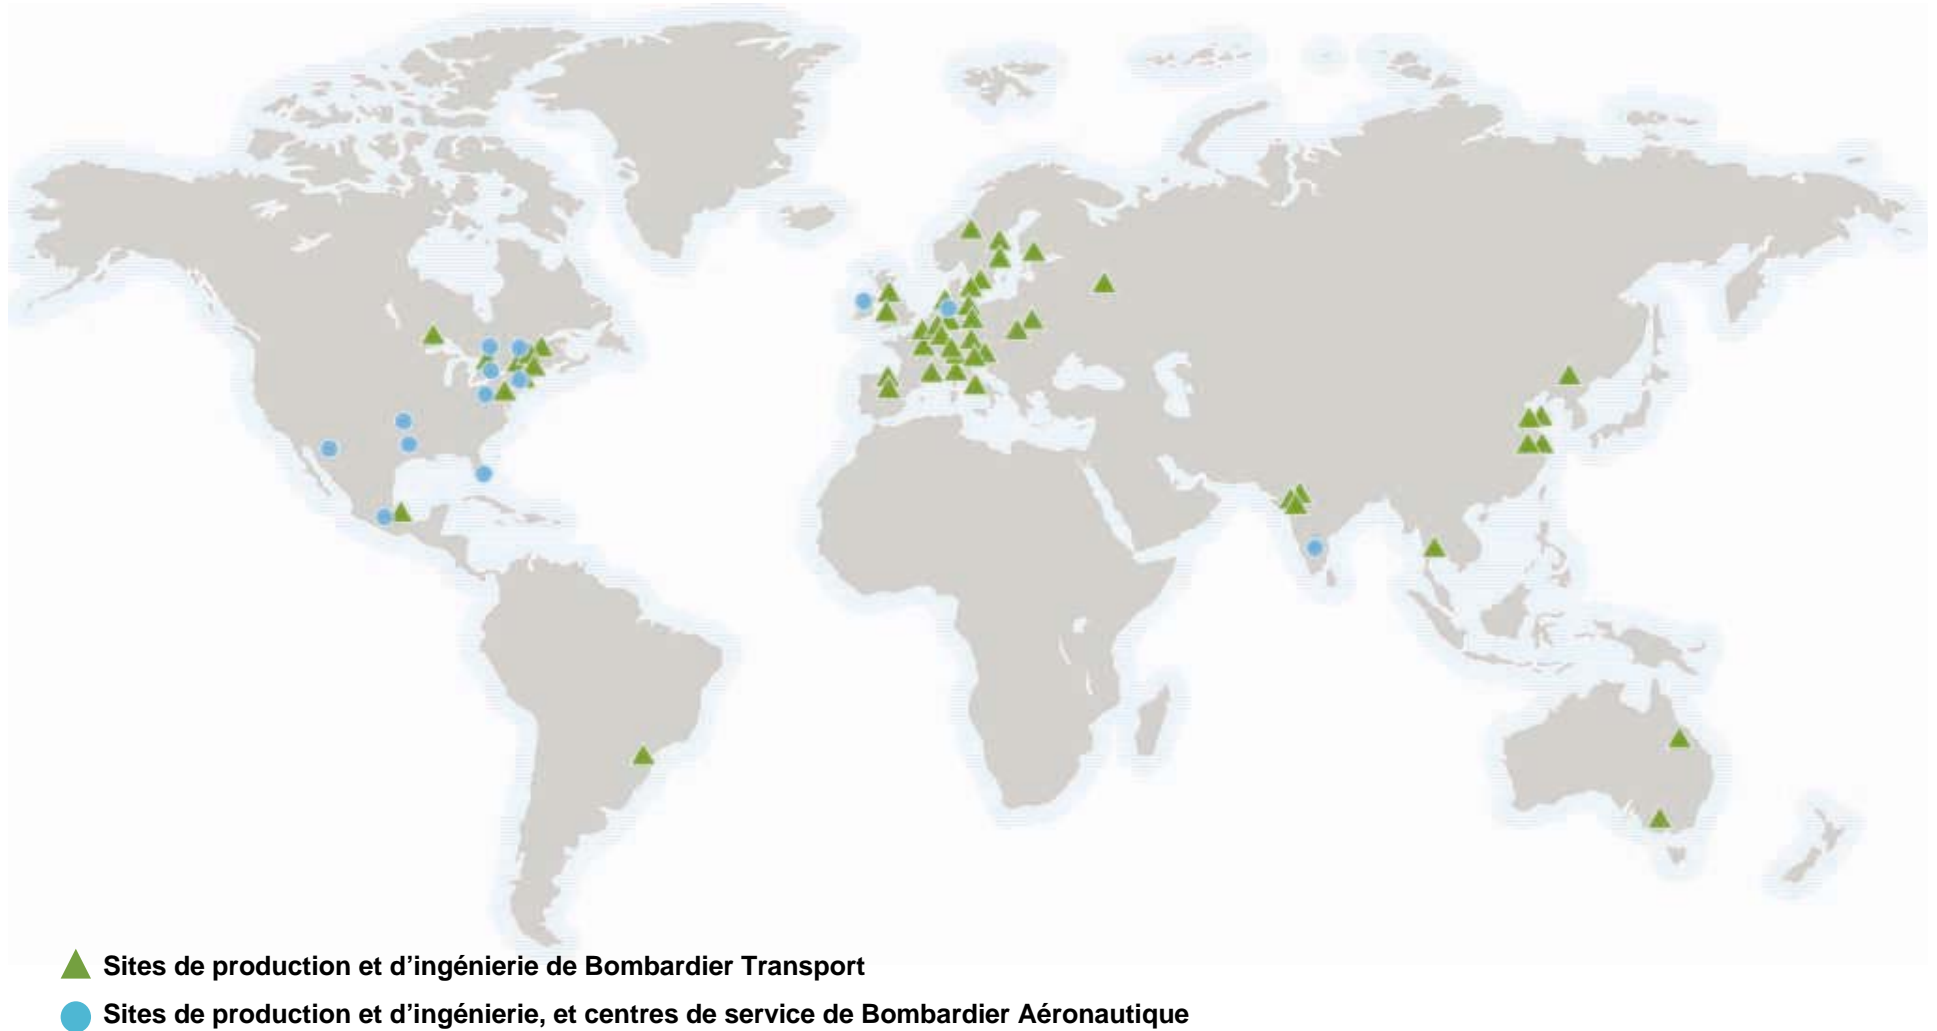 Sites de production et d’ingénierie de Bombardier Transport
Sites de production et d’ingénierie, et centres de service de Bombardier Aéronautique